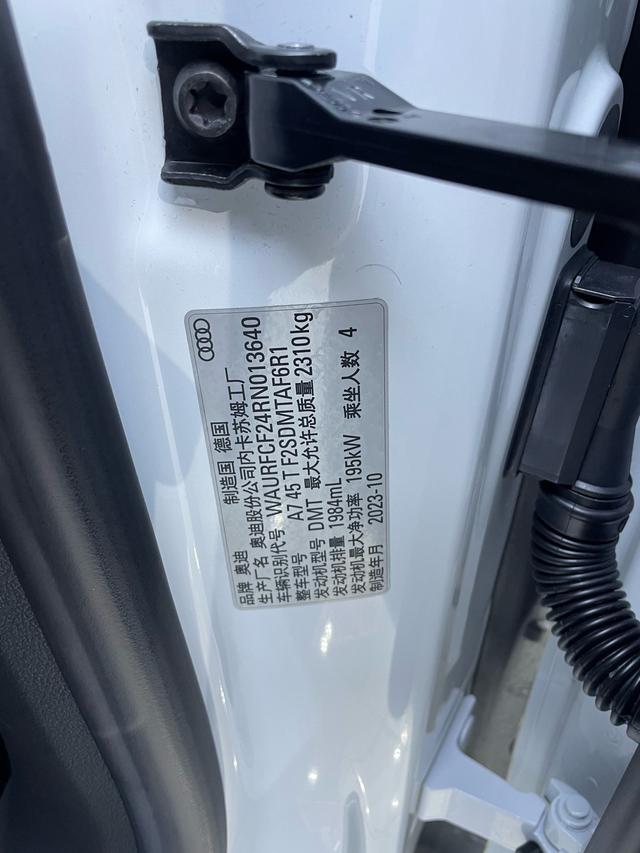 品牌 奥迪 制造国 德国
生产厂名 奥迪股份公司内卡苏姆工厂
车辆识别代号: WAURFCF24RN013640
整车型号 A7 45 T F2SDMTAF6R1
发动机型号 DMT 最大允许总质量 2310kg
发动机排量 1984mL
发动机最大净功率 195kW 乘坐人数 4
制造年月 2023-10